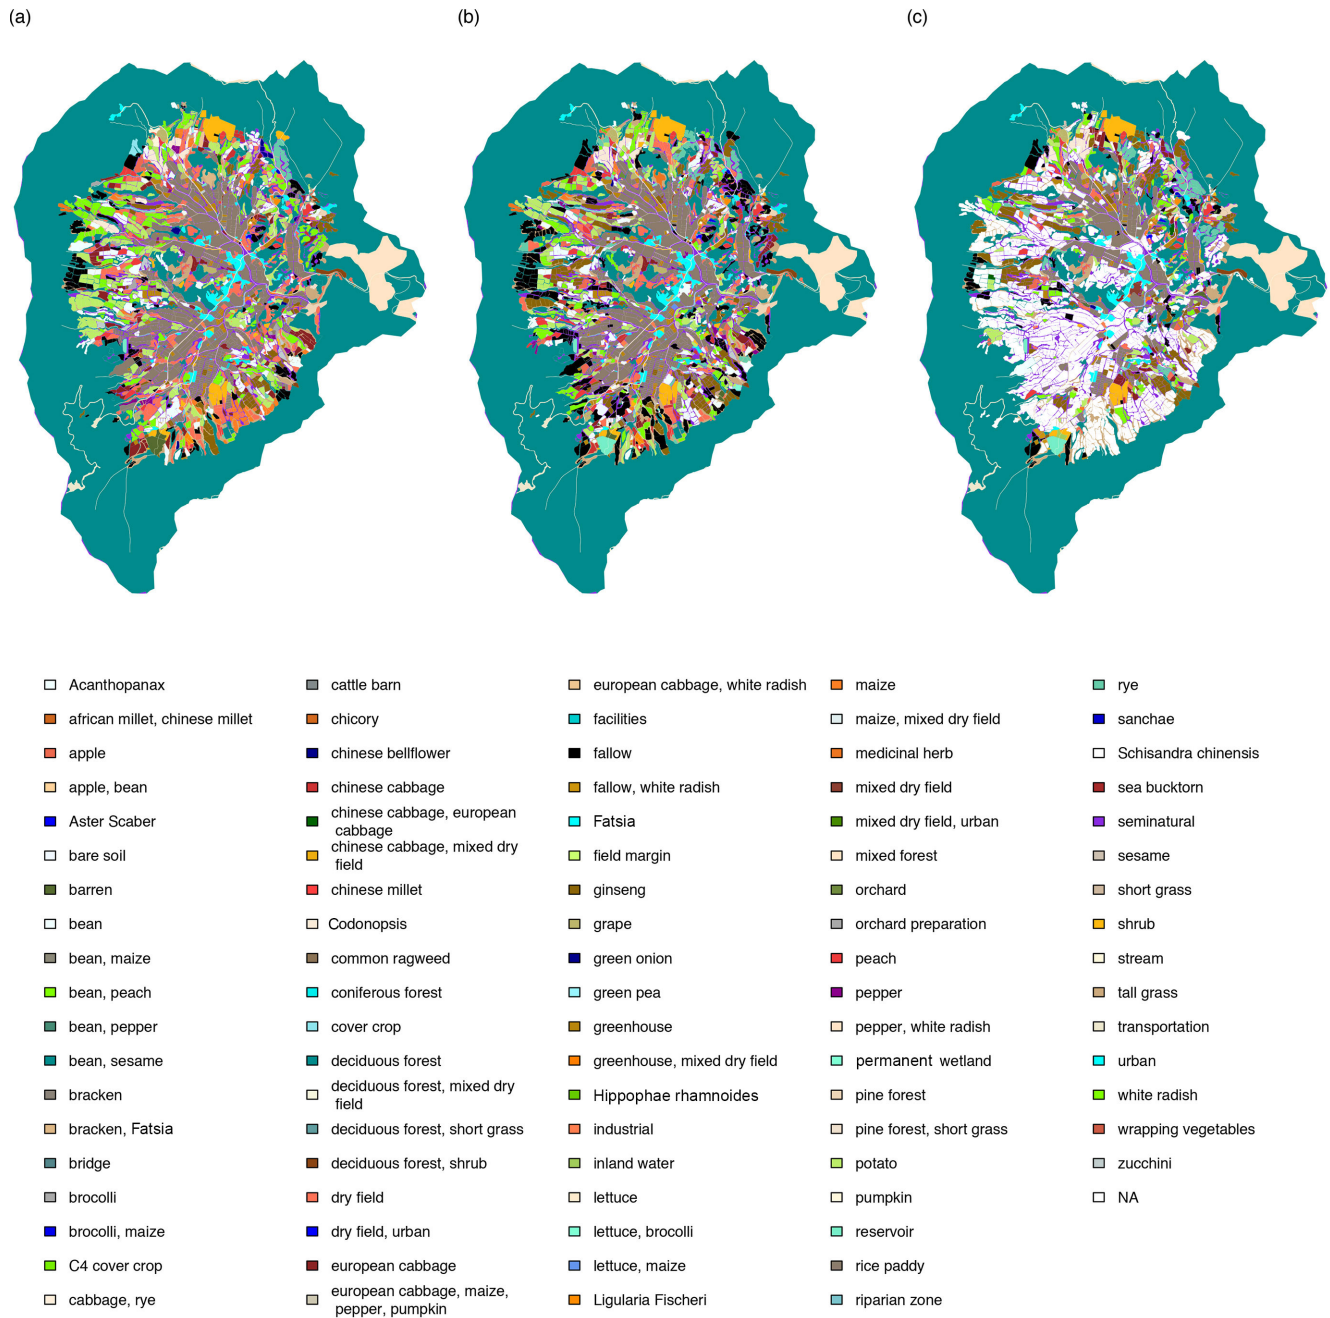 (a)
(b)
(c)
Acanthopanax
african millet, chinese millet
apple
apple, bean
Aster Scaber
bare soil
barren
bean
bean, maize
bean, peach
bean, pepper
bean, sesame
bracken
bracken, Fatsia
bridge
brocolli
brocolli, maize
C4 cover crop
cabbage, rye
cattle barn
chicory
chinese bellflower
chinese cabbage
chinese cabbage, european
cabbage
chinese cabbage, mixed dry
field
chinese millet
Codonopsis
common ragweed
coniferous forest
cover crop
deciduous forest
deciduous forest, mixed dry
field
deciduous forest, short grass
deciduous forest, shrub
dry field
dry field, urban
european cabbage
european cabbage, maize,
pepper, pumpkin
european cabbage, white radish
facilities
fallow
fallow, white radish
Fatsia
field margin
ginseng
grape
green onion
green pea
greenhouse
greenhouse, mixed dry field
Hippophae rhamnoides
industrial
inland water
lettuce
lettuce, brocolli
lettuce, maize
Ligularia Fischeri
maize
maize, mixed dry field
medicinal herb
mixed dry field
mixed dry field, urban
mixed forest
orchard
orchard preparation
peach
pepper
pepper, white radish
permanent wetland
pine forest
pine forest, short grass
potato
pumpkin
reservoir
rice paddy
riparian zone
rye
sanchae
Schisandra chinensis
sea bucktorn
seminatural
sesame
short grass
shrub
stream
tall grass
transportation
urban
white radish
wrapping vegetables
zucchini
NA